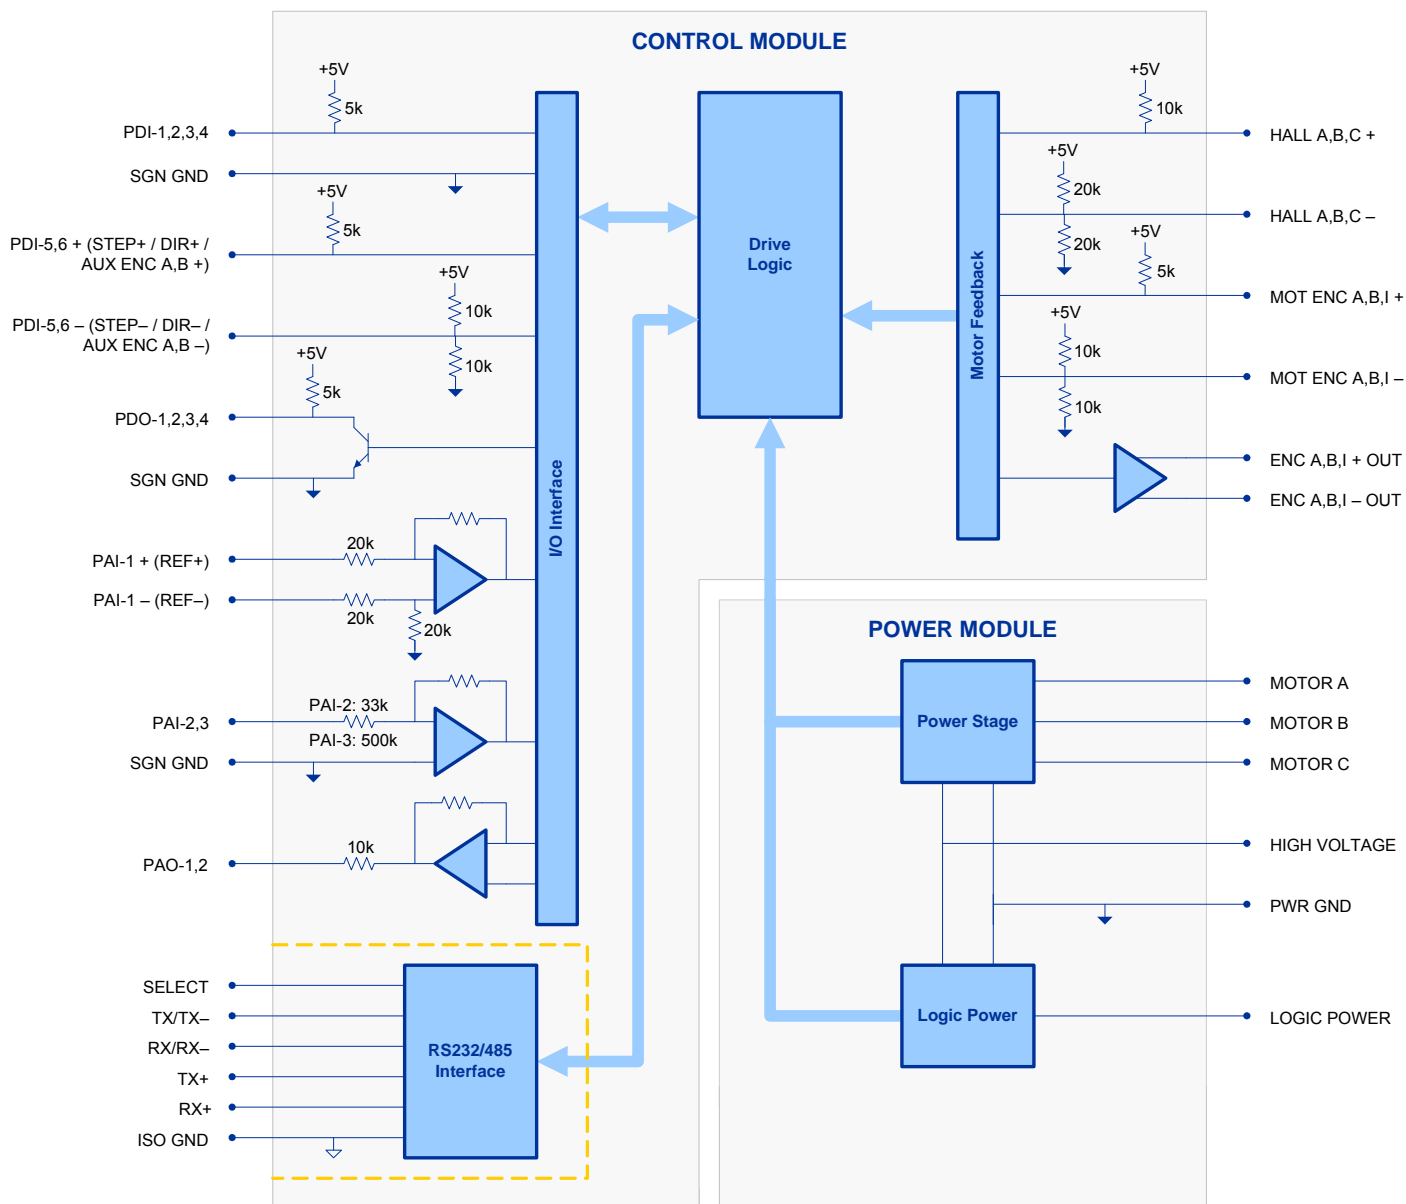 CONTROL MODULE
+5V
5k
PDI-1,2,3,4
SGN GND
+5V
5k
PDI-5,6 + (STEP+ / DIR+ /
AUX ENC A,B +)
+5V
10k
PDI-5,6 – (STEP– / DIR– /
AUX ENC A,B –)
10k
+5V
5k
PDO-1,2,3,4
SGN GND
20k
PAI-1 + (REF+)
PAI-1 – (REF–)
20k
20k
PAI-2: 33k
PAI-2,3
PAI-3: 500k
SGN GND
10k
PAO-1,2
I/O Interface
Drive
Logic
Motor Feedback
+5V
10k
HALL A,B,C +
+5V
20k
HALL A,B,C –
20k
+5V
5k
MOT ENC A,B,I +
+5V
10k
MOT ENC A,B,I –
10k
ENC A,B,I + OUT
ENC A,B,I – OUT
SELECT
TX/TX–
RX/RX–
TX+
RX+
ISO GND
RS232/485
Interface
POWER MODULE
Power Stage
MOTOR A
MOTOR B
MOTOR C
HIGH VOLTAGE
PWR GND
Logic Power
LOGIC POWER